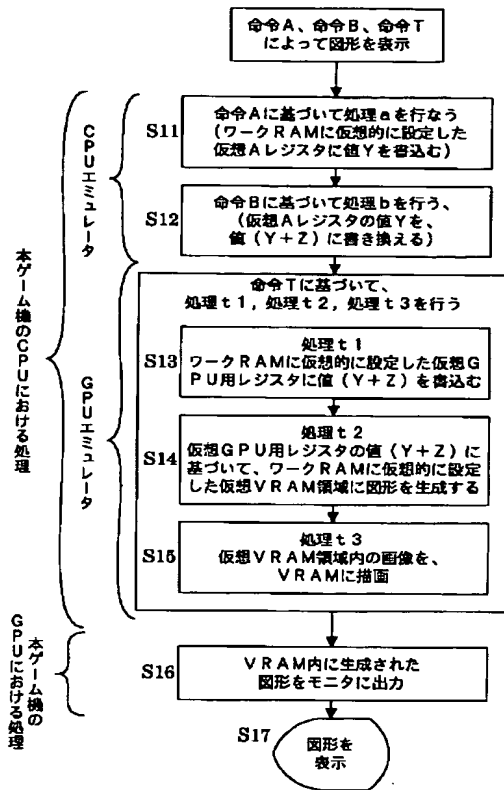 命令A、命令B、命令T
によって図形を表示
S11
命令Aに基づいて処理aを行なう
(ワークRAMに仮想的に設定した
仮想Aレジスタに値Yを書込む)
S12
命令Bに基づいて処理bを行う、
(仮想Aレジスタの値Yを、
値(Y+Z)に書き換える)
命令Tに基づいて、
処理t1,処理t2,処理t3を行う
S13
処理t1
ワークRAMに仮想的に設定した仮想G
PU用レジスタに値(Y+Z)を書込む
S14
処理t2
仮想GPU用レジスタの値(Y+Z)に
基づいて、ワークRAMに仮想的に設定
した仮想VRAM領域に図形を生成する
S15
処理t3
仮想VRAM領域内の画像を、
VRAMに描画
S16
VRAM内に生成された
図形をモニタに出力
S17
図形を
表示
CPUエミュレータ
GPUエミュレータ
本ゲーム機のCPUにおける処理
本ゲーム機の
GPUにおける処理